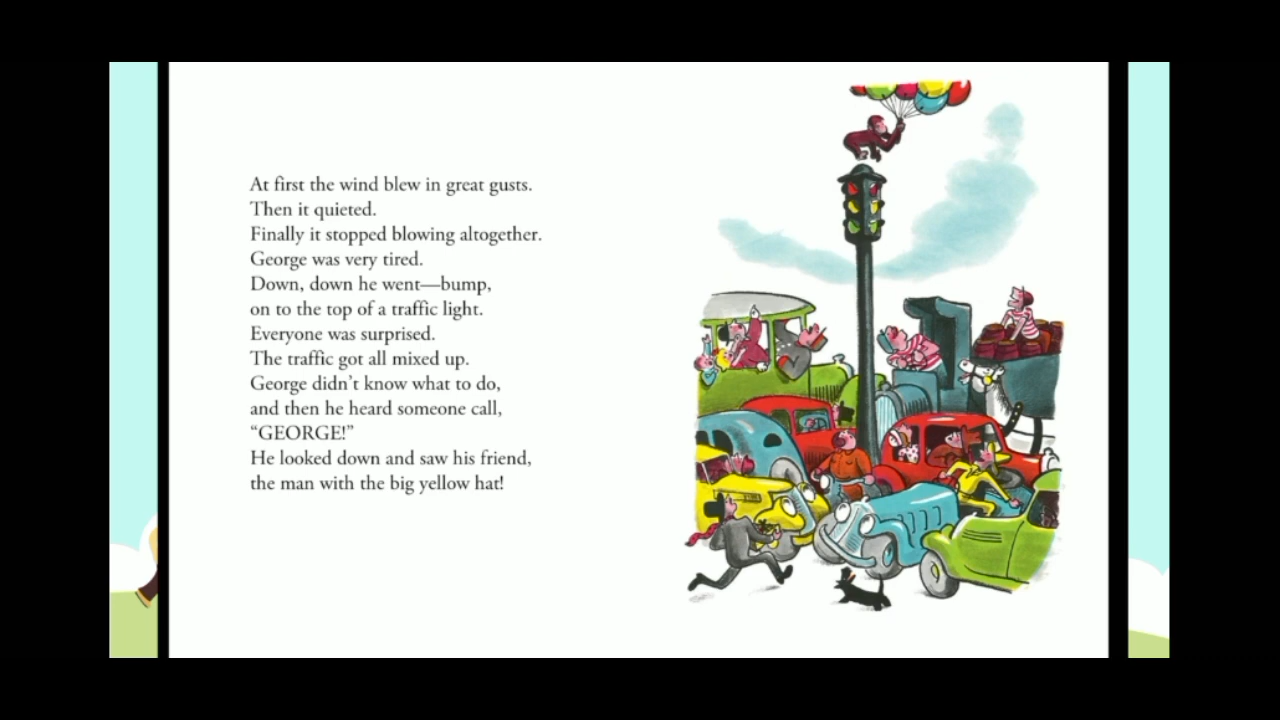 At first the wind blew in great gusts.
Then it quieted.
Finally it stopped blowing altogether.
George was very tired.
Down, down he went—bump,
on to the top of a traffic light.
Everyone was surprised.
The traffic got all mixed up.
George didn’t know what to do,
and then he heard someone call,
“GEORGE!”
He looked down and saw his friend,
the man with the big yellow hat!